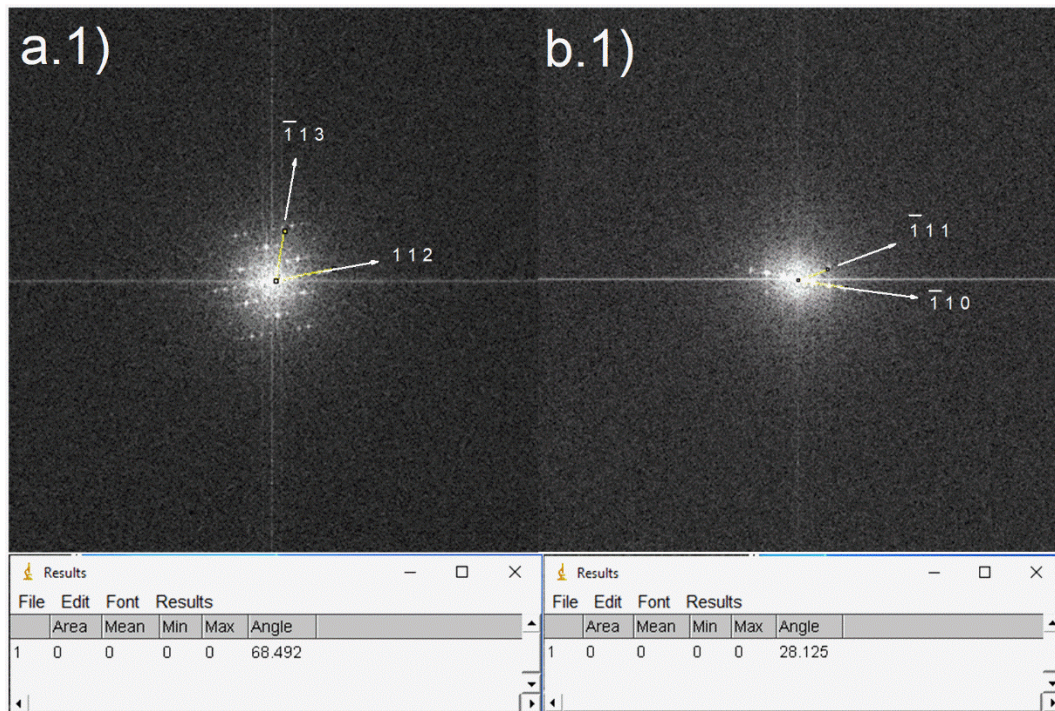 a.1)
b.1)
1̅ 1 3
1 1 2
1̅ 1 1
1̅ 1 0
Results
File Edit Font Results
Area Mean Min Max Angle
1 0 0 0 0 68.492
Results
File Edit Font Results
Area Mean Min Max Angle
1 0 0 0 0 28.125